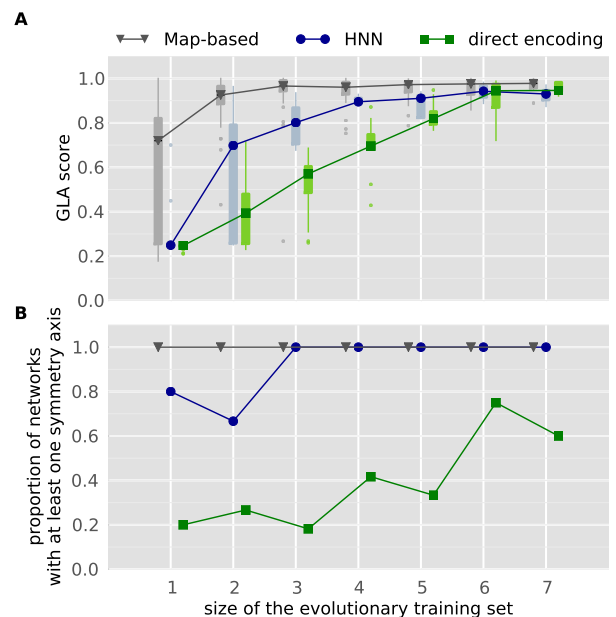 A
Map-based HNN direct encoding
1.0
0.8
0.6
0.4
0.2
0.0
GLA score
B
1.0
0.8
0.6
0.4
0.2
0.0
proportion of networks
with at least one symmetry axis
1 2 3 4 5 6 7
size of the evolutionary training set